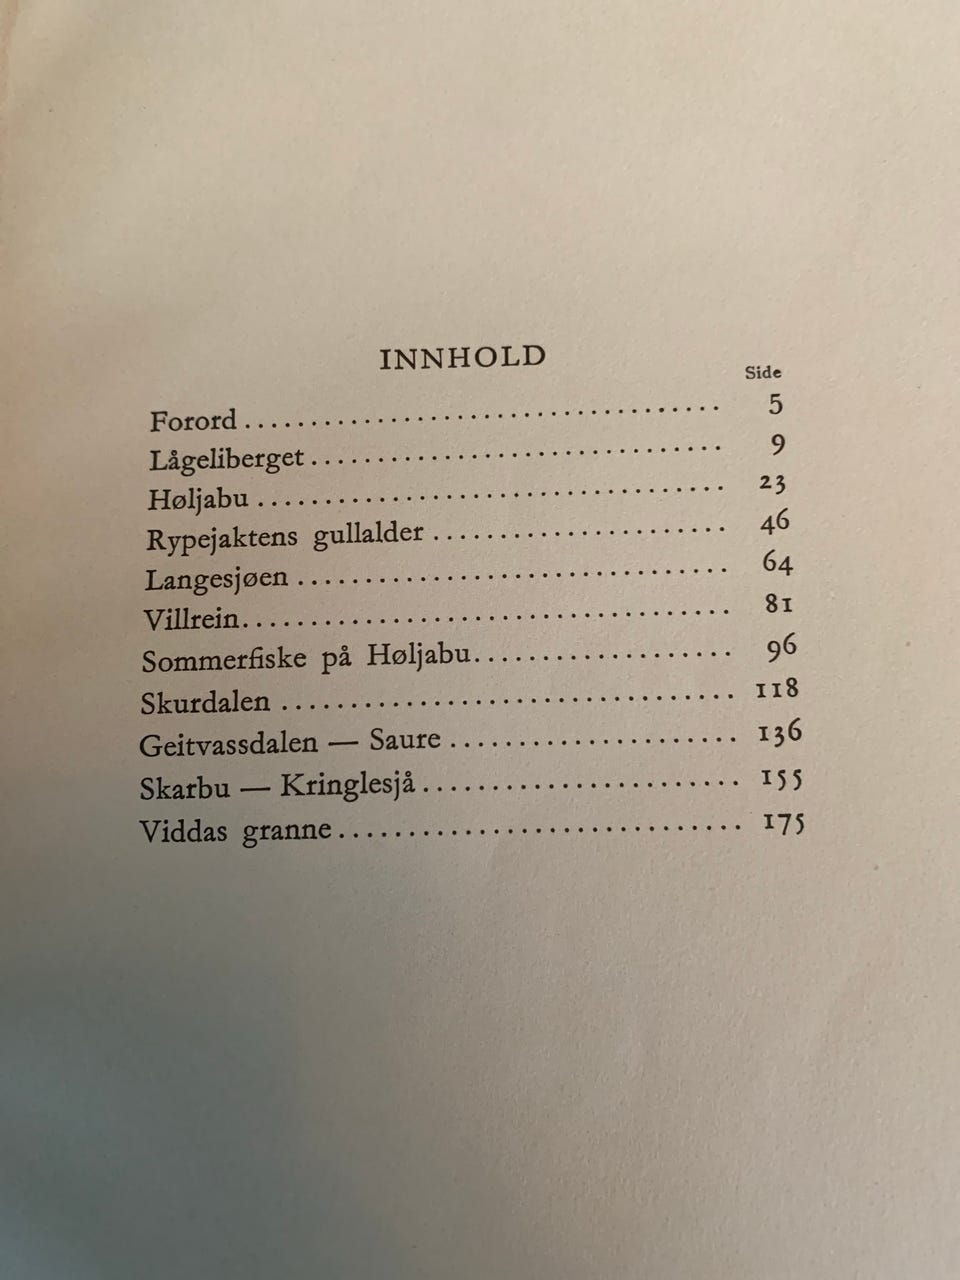 INNHOLD
Side
Forord ........................................ 5
Lågeliberget ................................ 9
Høljabu ...................................... 23
Rypejaktens gullalder ..................... 46
Langesjøen .................................. 64
Villrein........................................ 81
Sommerfiske på Høljabu.................. 96
Skurdalen ................................... 118
Geitvassdalen — Saure .................... 136
Skarbu — Kringlesjå ....................... 155
Viddas granne .............................. 175